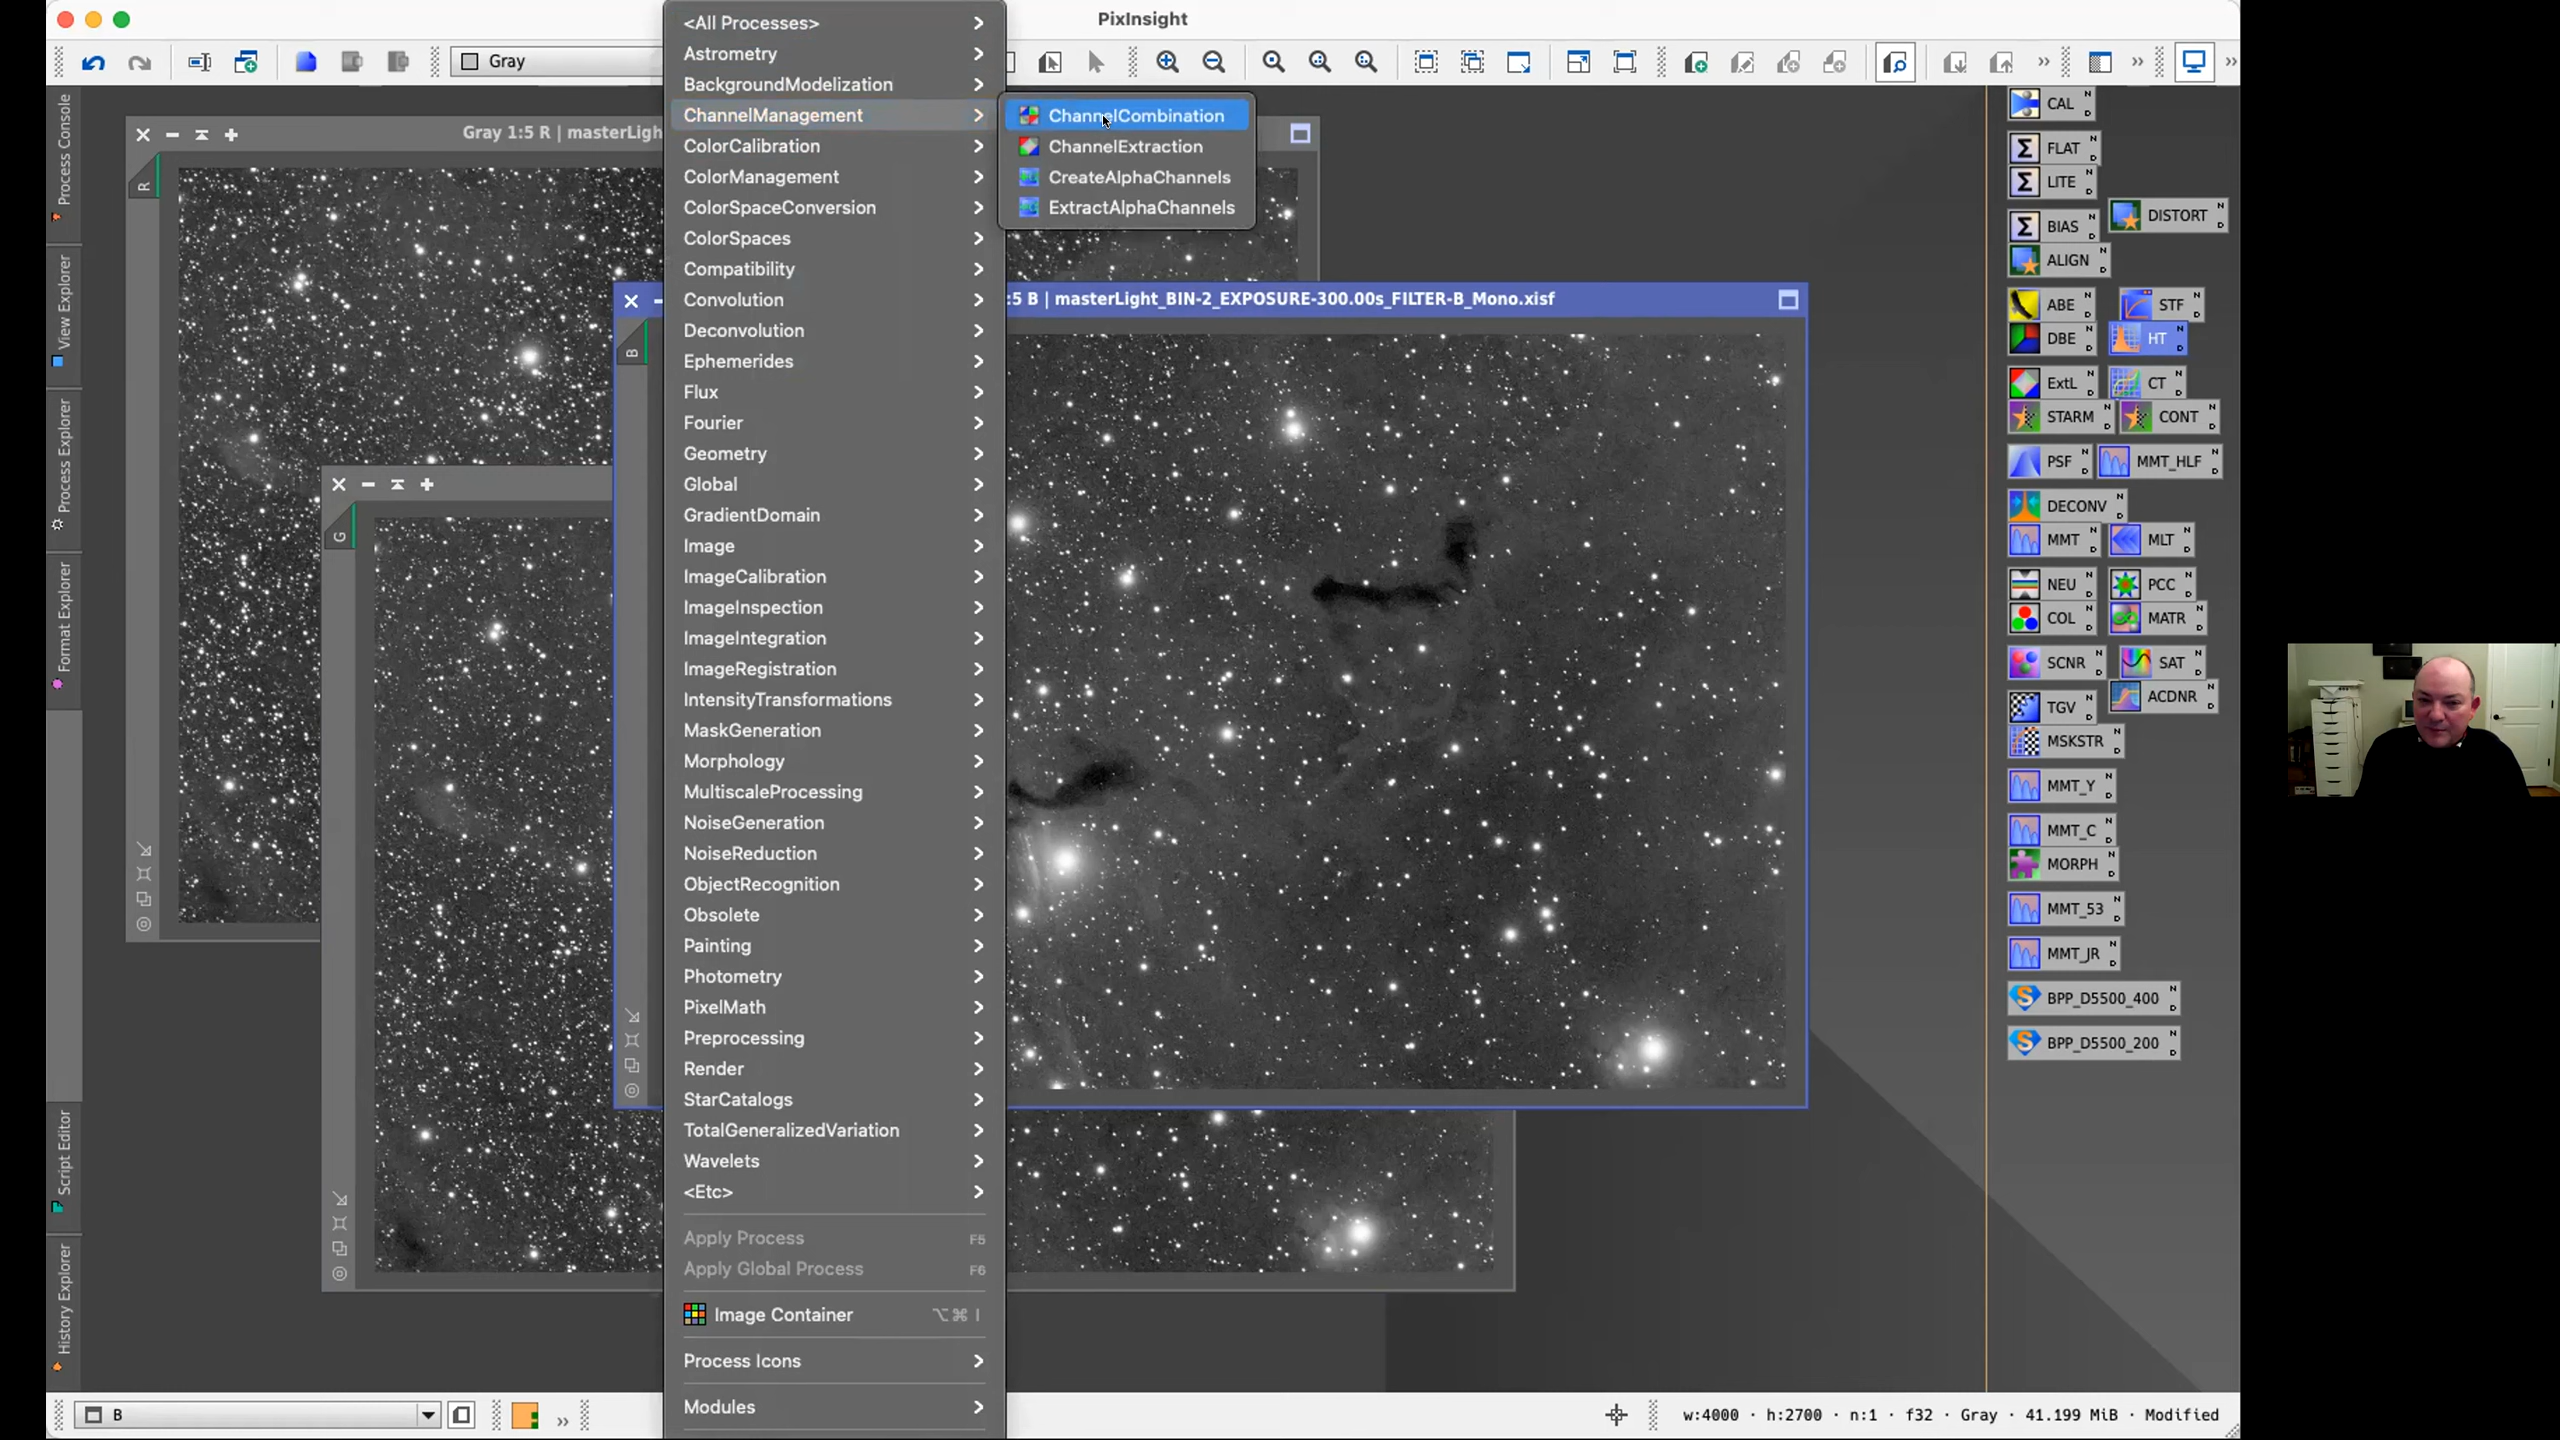 PixInsight
Gray
Process Console
View Explorer
Process Explorer
Format Explorer
Script Editor
History Explorer
Gray 1:5 R | masterLigh
R
G
B
:5 B | masterLight_BIN-2_EXPOSURE-300.00s_FILTER-B_Mono.xisf
<All Processes>
Astrometry
BackgroundModelization
ChannelManagement
ColorCalibration
ColorManagement
ColorSpaceConversion
ColorSpaces
Compatibility
Convolution
Deconvolution
Ephemerides
Flux
Fourier
Geometry
Global
GradientDomain
Image
ImageCalibration
ImageInspection
ImageIntegration
ImageRegistration
IntensityTransformations
MaskGeneration
Morphology
MultiscaleProcessing
NoiseGeneration
NoiseReduction
ObjectRecognition
Obsolete
Painting
Photometry
PixelMath
Preprocessing
Render
StarCatalogs
TotalGeneralizedVariation
Wavelets
<Etc>
Apply Process F5
Apply Global Process F6
Image Container ⌥⌘ I
Process Icons
Modules
ChannelCombination
ChannelExtraction
CreateAlphaChannels
ExtractAlphaChannels
CAL N D
FLAT N D
LITE N D
DISTORT N D
BIAS N D
ALIGN N D
ABE N D STF N D
DBE N D HT N D
ExtL N D CT N D
STARM N D CONT N D
PSF N D MMT_HLF N D
DECONV N D
MMT N D MLT N D
NEU N D PCC N D
COL N D MATR N D
SCNR N D SAT N D
TGV N D ACDNR N D
MSKSTR N D
MMT_Y N D
MMT_C N D
MORPH N D
MMT_53 N D
MMT_JR N D
BPP_D5500_400 N D
BPP_D5500_200 N D
B
w:4000 · h:2700 · n:1 · f32 · Gray · 41.199 MiB · Modified